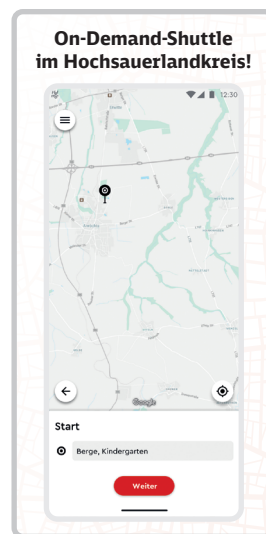 On-Demand-Shuttle
im Hochsauerlandkreis!
12:30
Google
Start
Berge, Kindergarten
Weiter